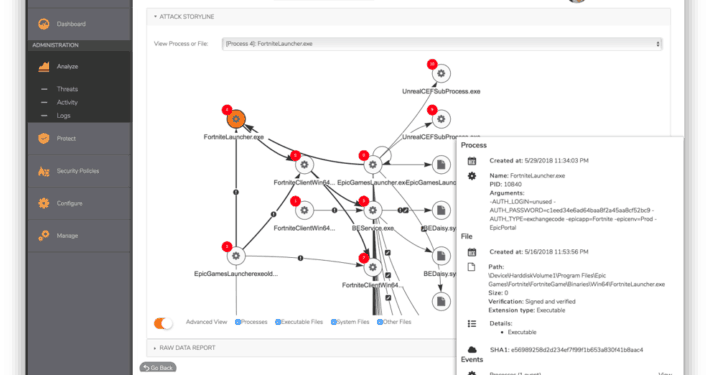 Dashboard
ADMINISTRATION
Analyze
Threats
Activity
Logs
Protect
Security Policies
Configure
Manage
ATTACK STORYLINE
View Process or File:
[Process 4]: FortniteLauncher.exe
UnrealCEFSubProcess.exe
FortniteLauncher.exe
UnrealCEFSubProcess.exe
FortniteClientWin64...
EpicGamesLauncher.exe
EpicGamesLaunc
FortniteClientWin64...
BEService.exe
BEDaisy.sy
EpicGamesLauncherexeold...
FortniteClientWin64...
BEDaisy.sy
Advanced View
Processes
Executable Files
System Files
Other Files
RAW DATA REPORT
Go Back
Process
Created at: 5/29/2018 11:34:03 PM
Name: FortniteLauncher.exe
PID: 10840
Arguments:
-AUTH_LOGIN=unused -
AUTH_TYPE=exchangecode -epicapp=Fortnite -epicenv=Prod -
EpicPortal
File
Created at: 5/16/2018 11:53:56 PM
Path:
\Device\HarddiskVolume1\Program Files\Epic
Games\Fortnite\FortniteGame\Binaries\Win64\FortniteLauncher.exe
Size: 0
Verification: Signed and verified
Extension type: Executable
Details:
Executable
SHA1: e56989258d2d234ef7f99f1b653a830f41b8aac4
Events